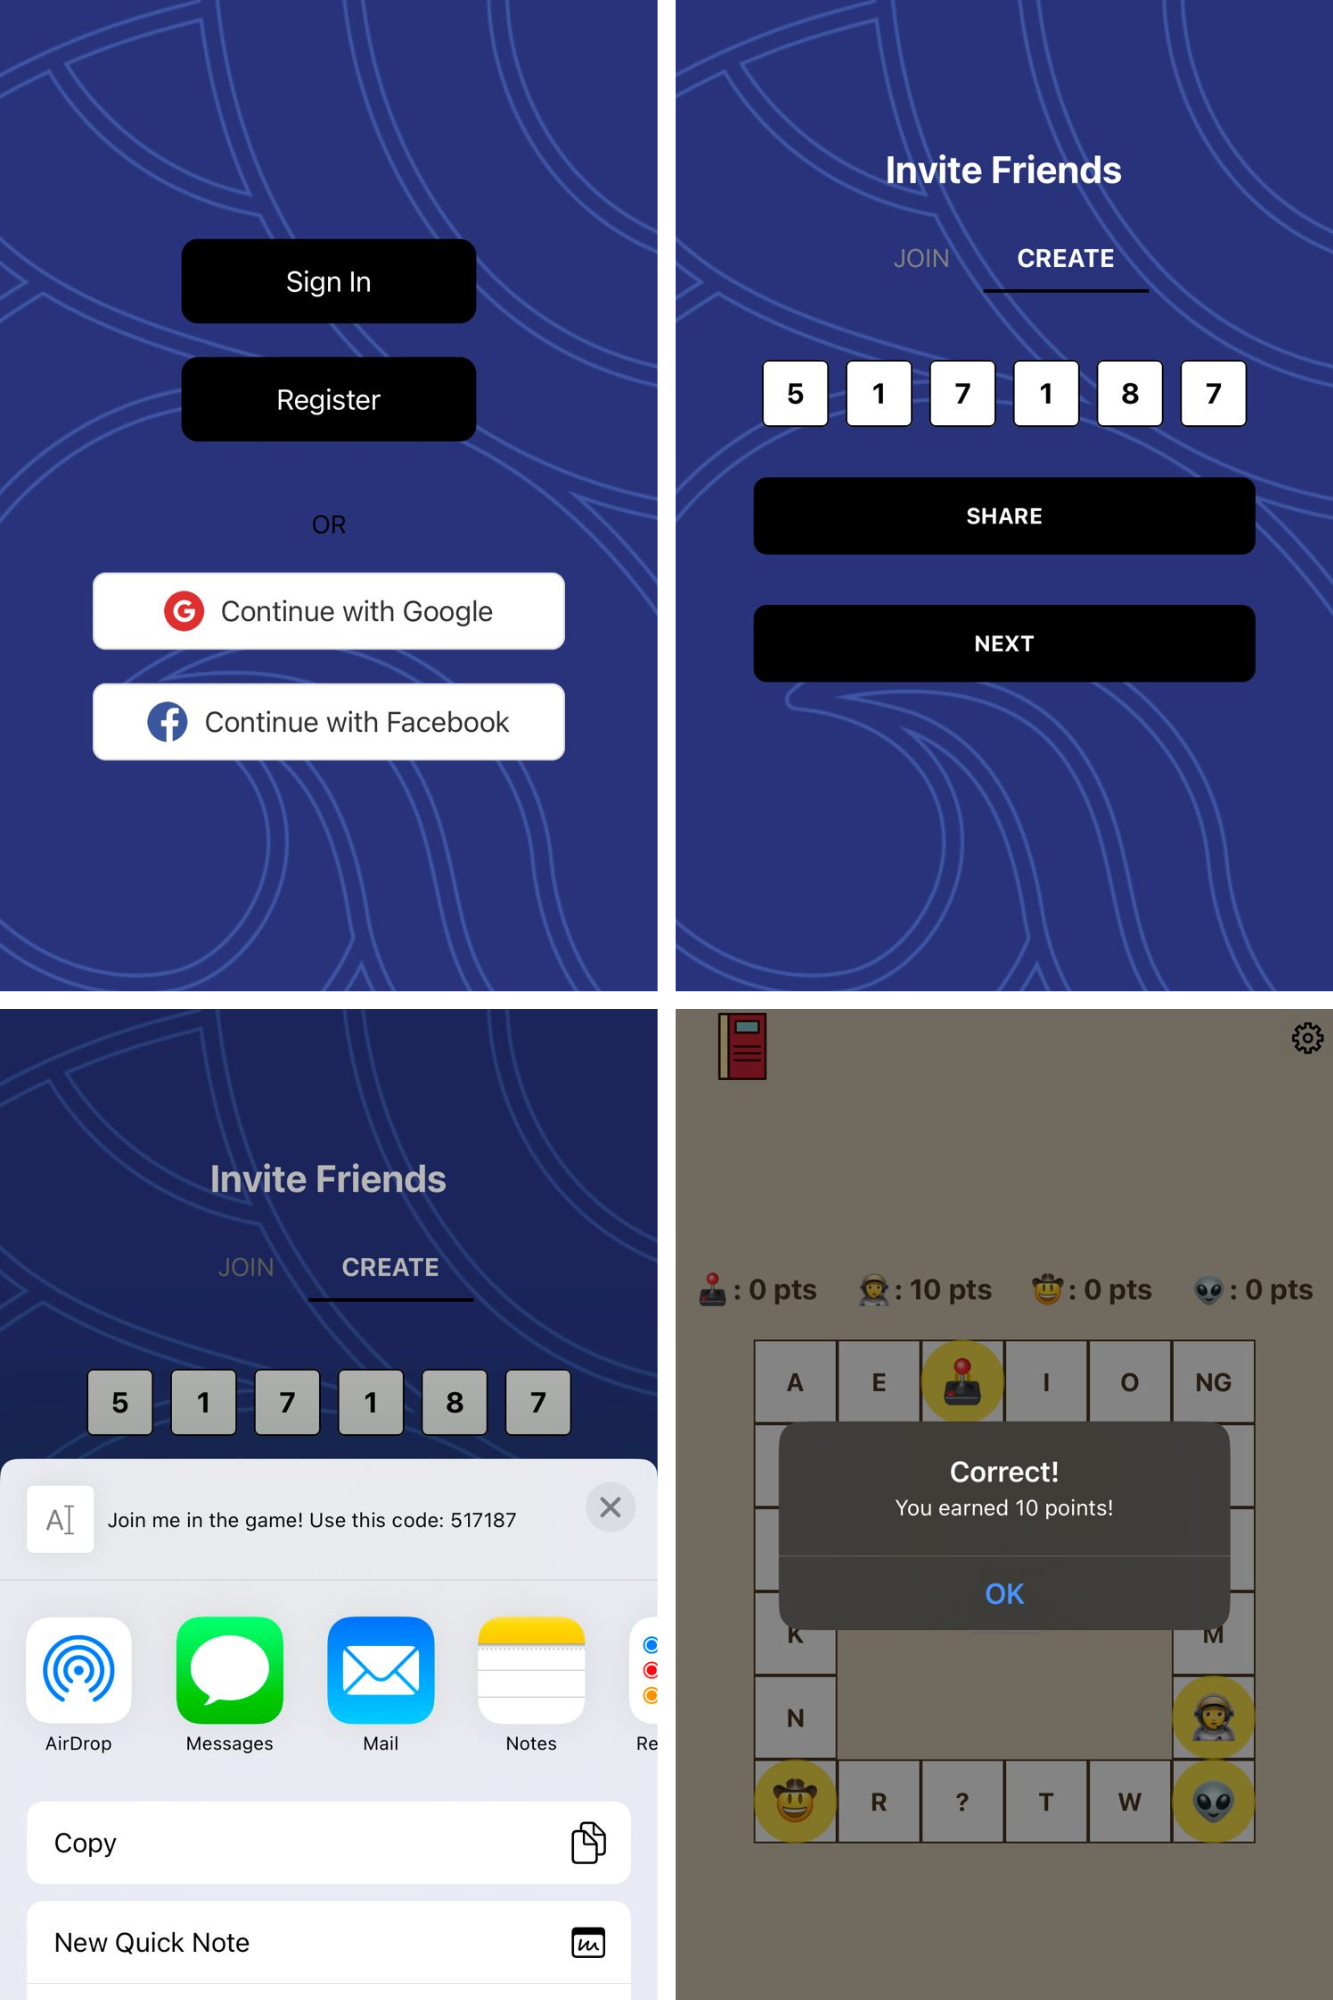 Sign In
Register
OR
G Continue with Google
f Continue with Facebook
Invite Friends
JOIN CREATE
5 1 7 1 8 7
SHARE
NEXT
Invite Friends
JOIN CREATE
5 1 7 1 8 7
A Join me in the game! Use this code: 517187
AirDrop Messages Mail Notes Re
Copy
New Quick Note
: 0 pts : 10 pts : 0 pts : 0 pts
A E I O NG
Correct!
You earned 10 points!
OK
K M
N
R ? T W